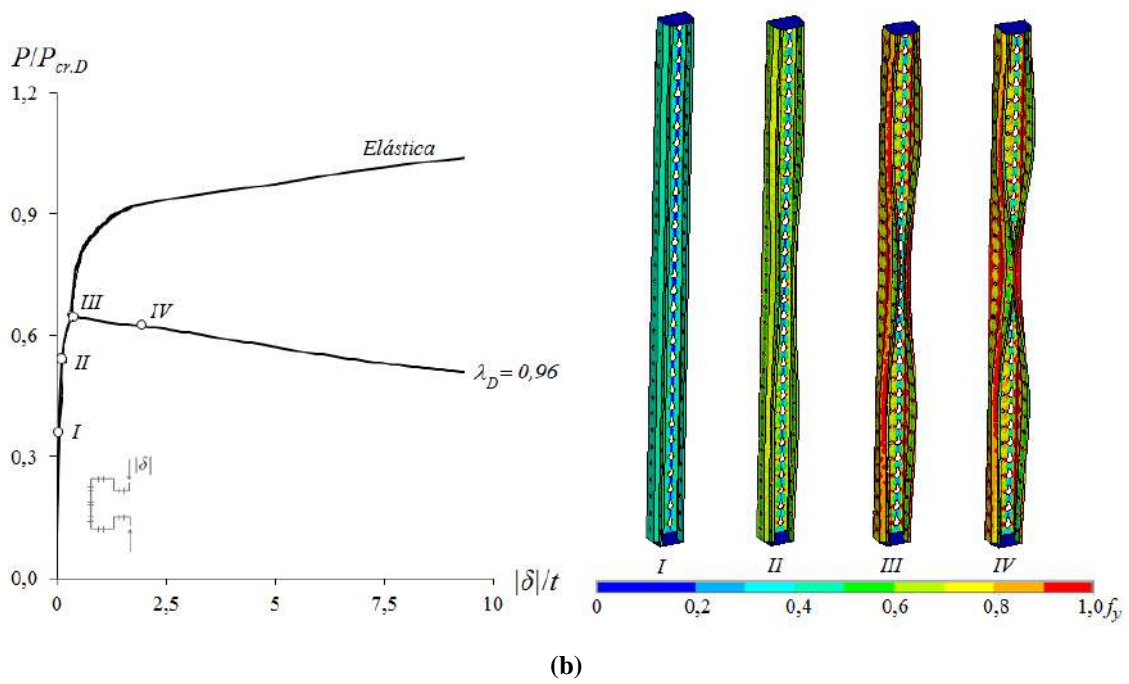 P/P_cr.D
1,2
0,9
0,6
0,3
0,0
Elástica
III
IV
II
I
λ_D = 0,96
|δ|
0
2,5
5
7,5
10
|δ|/t
I
II
III
IV
0
0,2
0,4
0,6
0,8
1,0 f_y
(b)